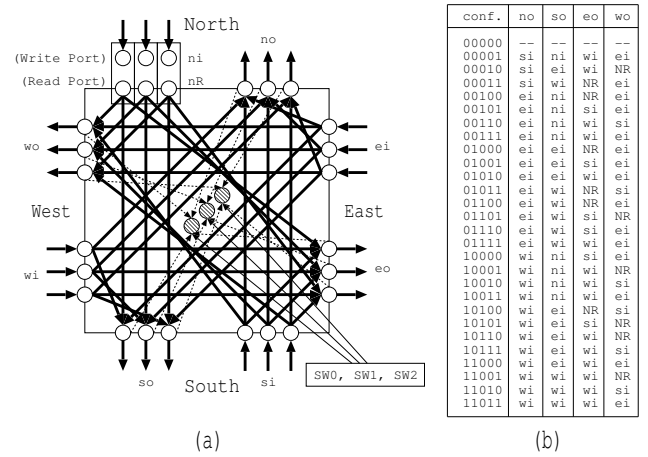 North
no
(Write Port) ni
(Read Port) nR
wo
ei
West
East
wi
eo
SW0, SW1, SW2
so
South
si
(a)
conf. no so eo wo
00000 -- -- -- --
00001 si ni wi ei
00010 si ei wi NR
00011 si wi NR ei
00100 ei ni NR ei
00101 ei ni si ei
00110 ei ni wi si
00111 ei ni wi ei
01000 ei ei NR ei
01001 ei ei si ei
01010 ei ei wi ei
01011 ei wi NR si
01100 ei wi NR ei
01101 ei wi si NR
01110 ei wi si ei
01111 ei wi wi ei
10000 wi ni si ei
10001 wi ni wi NR
10010 wi ni wi si
10011 wi ni wi ei
10100 wi ei NR si
10101 wi ei si NR
10110 wi ei wi NR
10111 wi ei wi si
11000 wi ei wi ei
11001 wi wi wi NR
11010 wi wi wi si
11011 wi wi wi ei
(b)